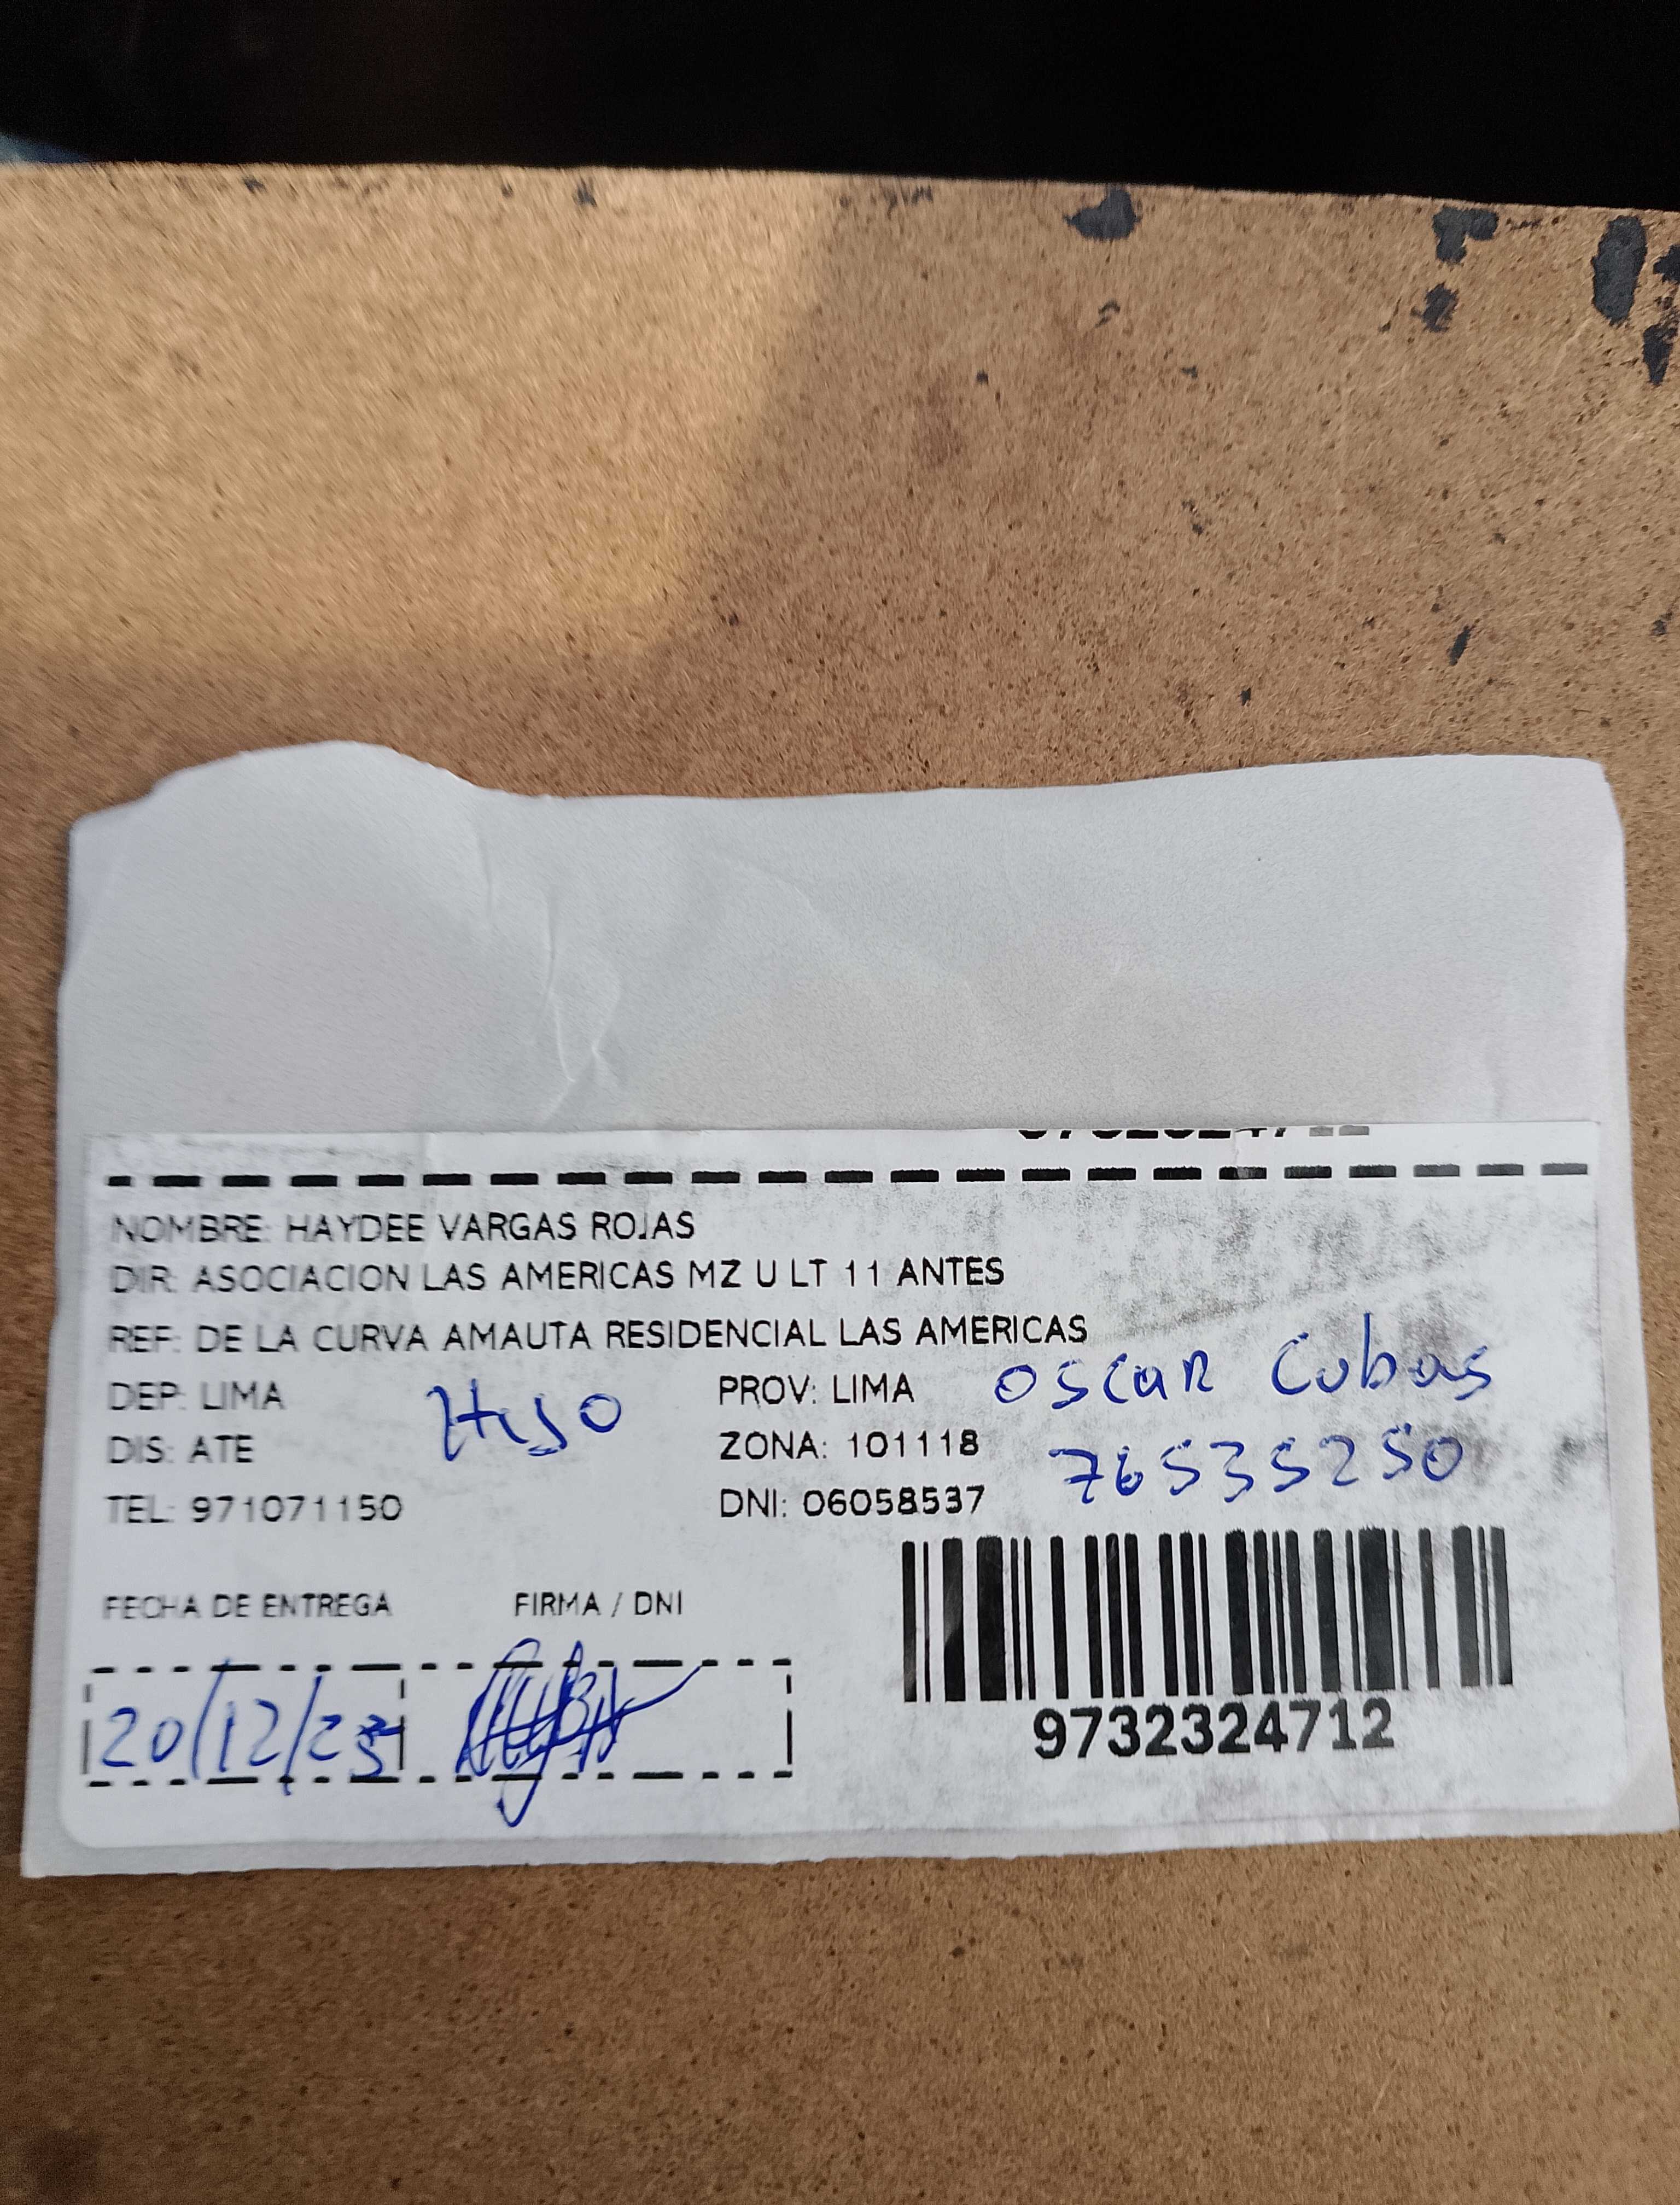 NOMBRE: HAYDEE VARGAS ROJAS
DIR: ASOCIACION LAS AMERICAS MZ U LT 11 ANTES
REF: DE LA CURVA AMAUTA RESIDENCIAL LAS AMERICAS
DEP: LIMA PROV: LIMA Oscar Cubas
Hijo
DIS: ATE ZONA: 101118 76535250
TEL: 971071150 DNI: 06058537
FECHA DE ENTREGA FIRMA / DNI
20/12/23
9732324712